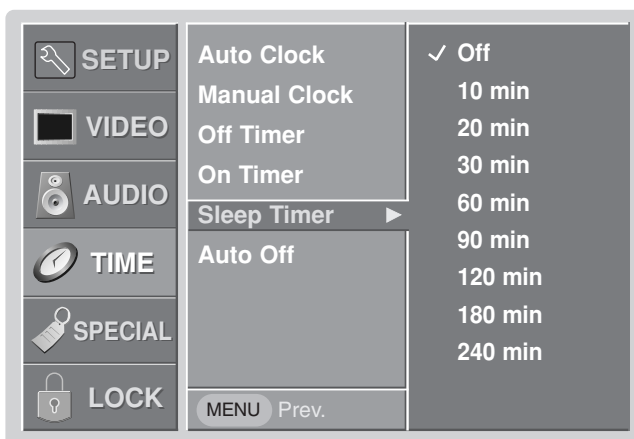 SETUP
VIDEO
AUDIO
TIME
SPECIAL
LOCK
Auto Clock
Manual Clock
Off Timer
On Timer
Sleep Timer
Auto Off
MENU Prev.
Off
10 min
20 min
30 min
60 min
90 min
120 min
180 min
240 min